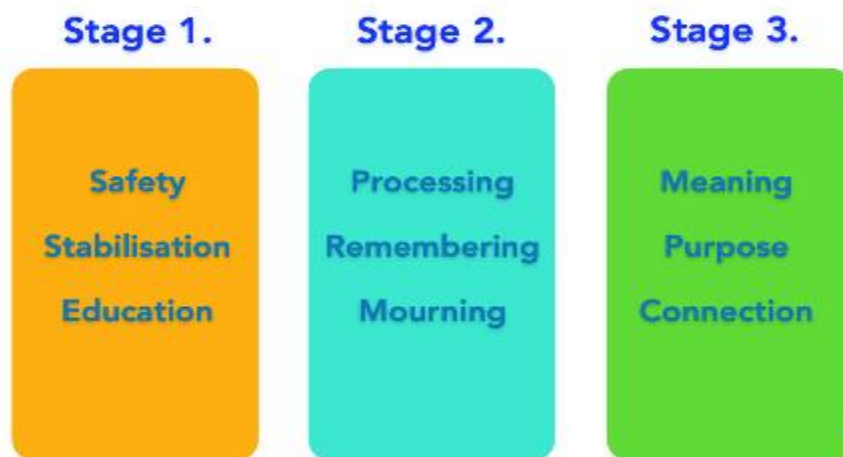 Stage 1.
Safety
Stabilisation
Education
Stage 2.
Processing
Remembering
Mourning
Stage 3.
Meaning
Purpose
Connection